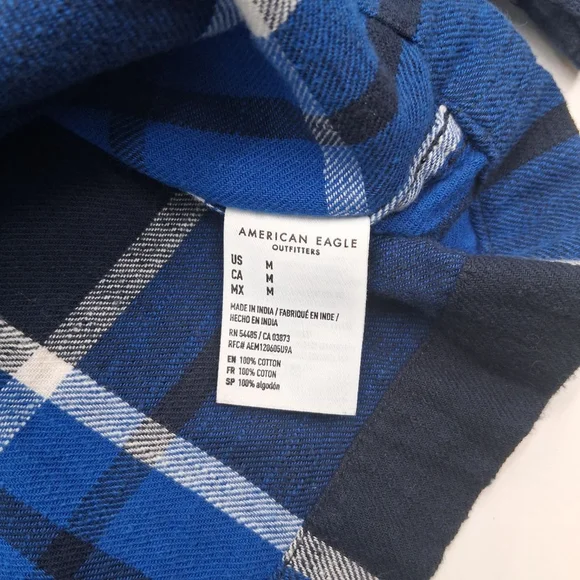 AMERICAN EAGLE
OUTFITTERS
US M
CA M
MX M
MADE IN INDIA / FABRIQUÉ EN INDE /
HECHO EN INDIA
RN 54485 / CA 03873
RFC# AEM120605U9A
EN 100% COTTON
FR 100% COTON
SP 100% algodón